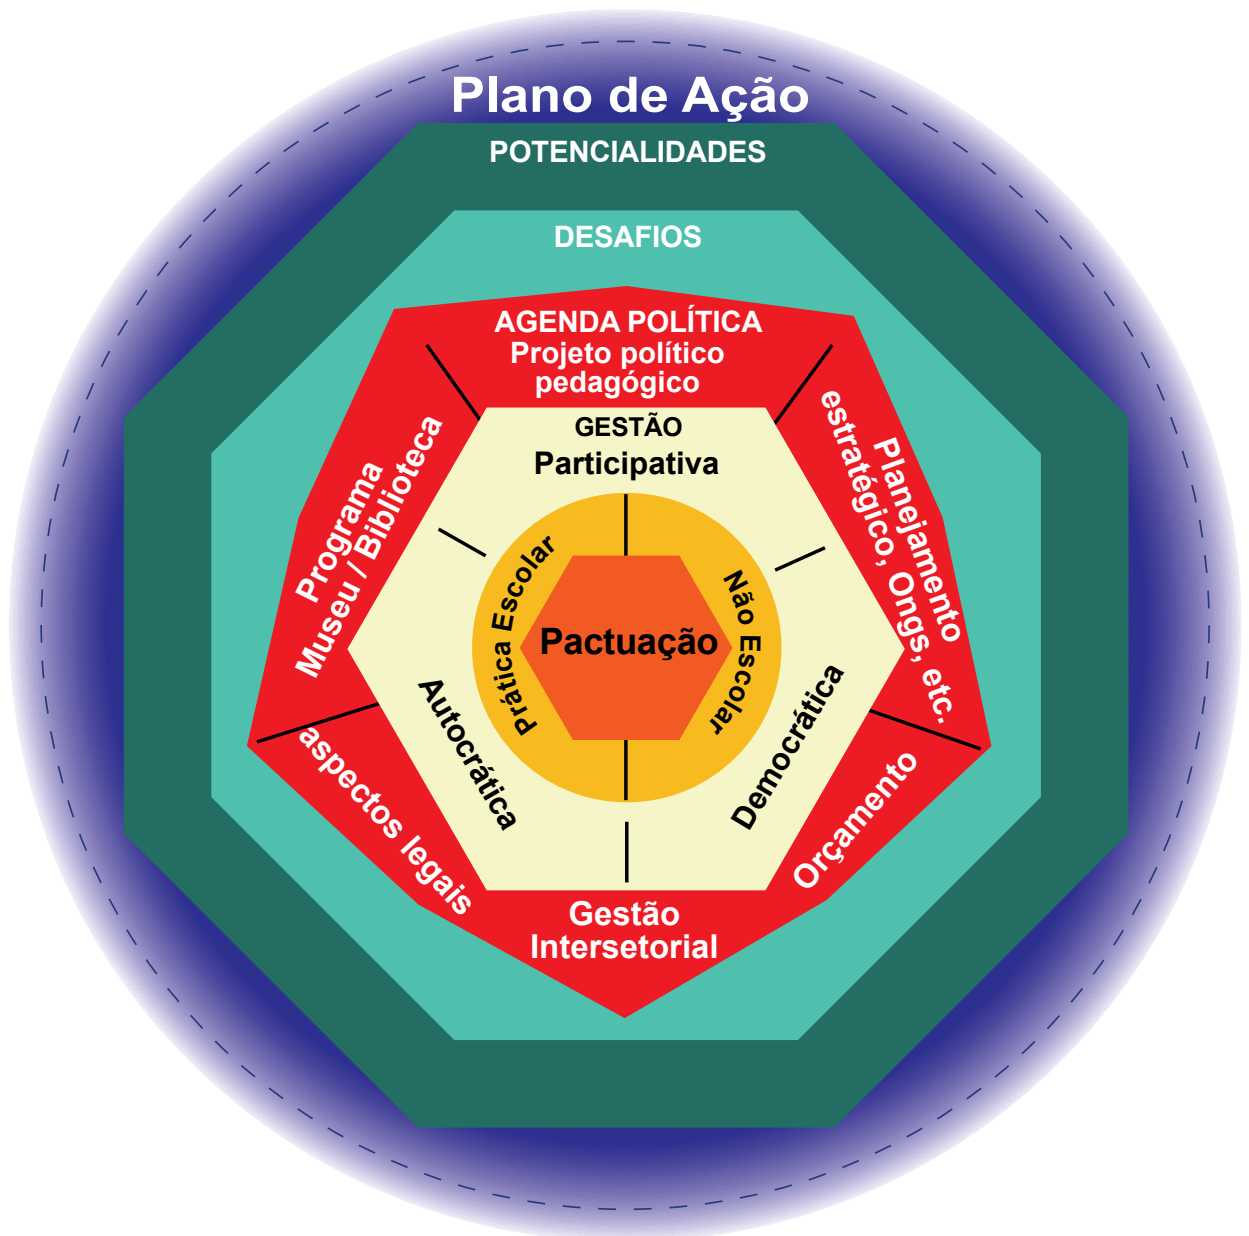 Plano de Ação
POTENCIALIDADES
DESAFIOS
AGENDA POLÍTICA
Projeto político
pedagógico
Programa
Museu / Biblioteca
Planejamento
estratégico, Ongs, etc.
aspectos legais
Orçamento
Gestão
Intersetorial
GESTÃO
Participativa
Autocrática
Democrática
Prática Escolar
Não Escolar
Pactuação